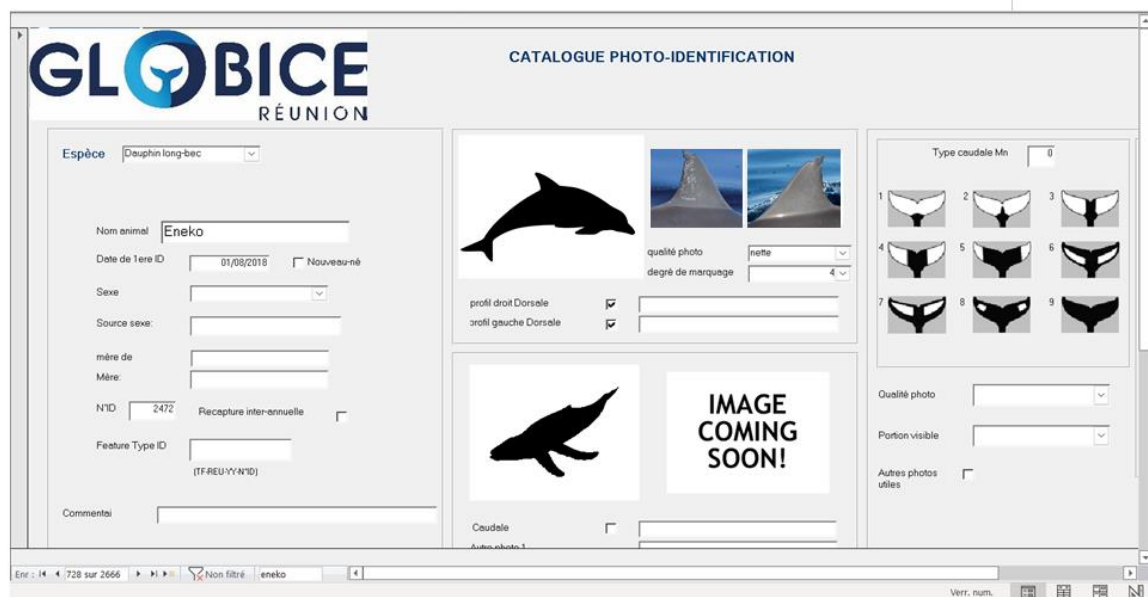 GLOBICE
RÉUNION
CATALOGUE PHOTO-IDENTIFICATION
Espèce Dauphin long-bec
Nom animal Eneko
Date de 1ere ID 01/08/2018 Nouveau-né
Sexe
Source sexe:
mère de
Mère:
N°ID 2472 Recapture inter-annuelle
Feature Type ID
(TF-REU-YY-N°ID)
Commentai
qualité photo nette
degré de marquage 4
profil droit Dorsale
profil gauche Dorsale
IMAGE
COMING
SOON!
Caudale
Autre photo 1
Type caudale Mn 0
1 2 3
4 5 6
7 8 9
Qualité photo
Portion visible
Autres photos
utiles
Enr : 728 sur 2666 Non filtré eneko
Verr. num.